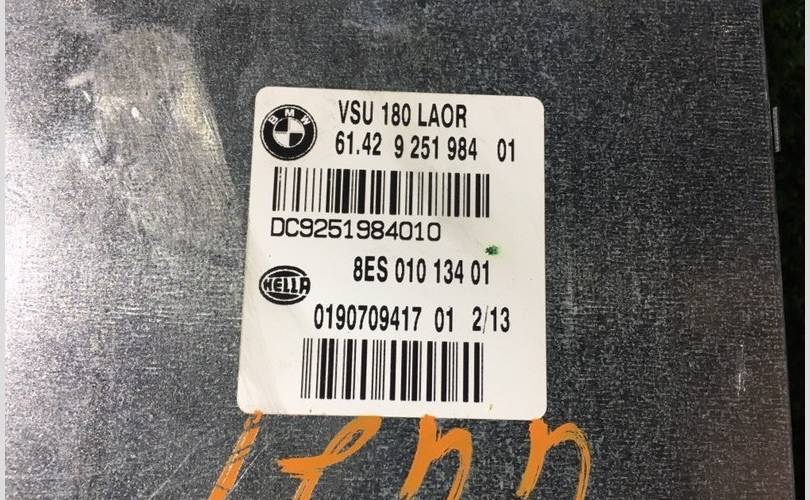 BMW
VSU 180 LAOR
61.42 9 251 984 01
DC9251984010
8ES 010 134 01
HELLA
0190709417 01 2/13